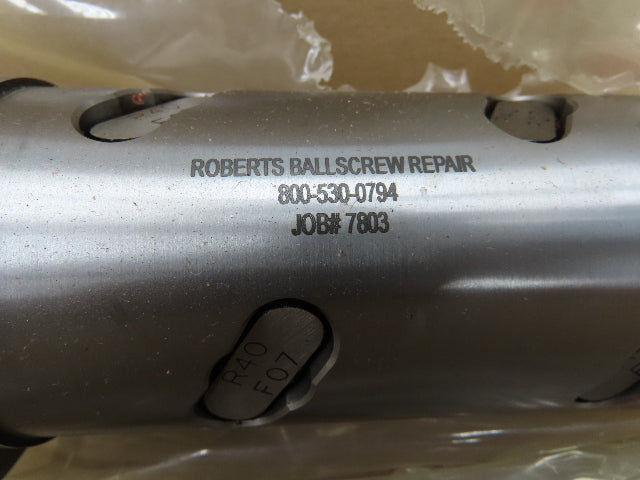 ROBERTS BALLSCREW REPAIR
800-530-0794
JOB# 7803
R40
F07